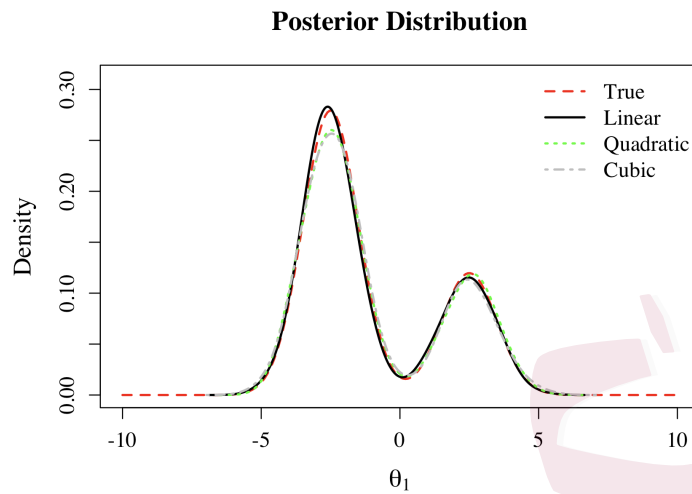 Posterior Distribution
True
Linear
Quadratic
Cubic
Density
0.30
0.20
0.10
0.00
-10
-5
0
5
10
θ1